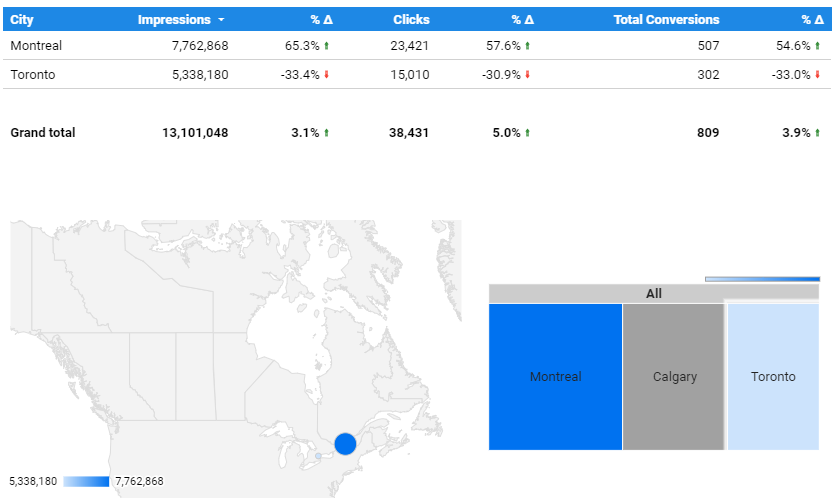 City Impressions % Δ Clicks % Δ Total Conversions % Δ
Montreal 7,762,868 65.3% 23,421 57.6% 507 54.6%
Toronto 5,338,180 -33.4% 15,010 -30.9% 302 -33.0%
Grand total 13,101,048 3.1% 38,431 5.0% 809 3.9%
All
Montreal Calgary Toronto
5,338,180 7,762,868